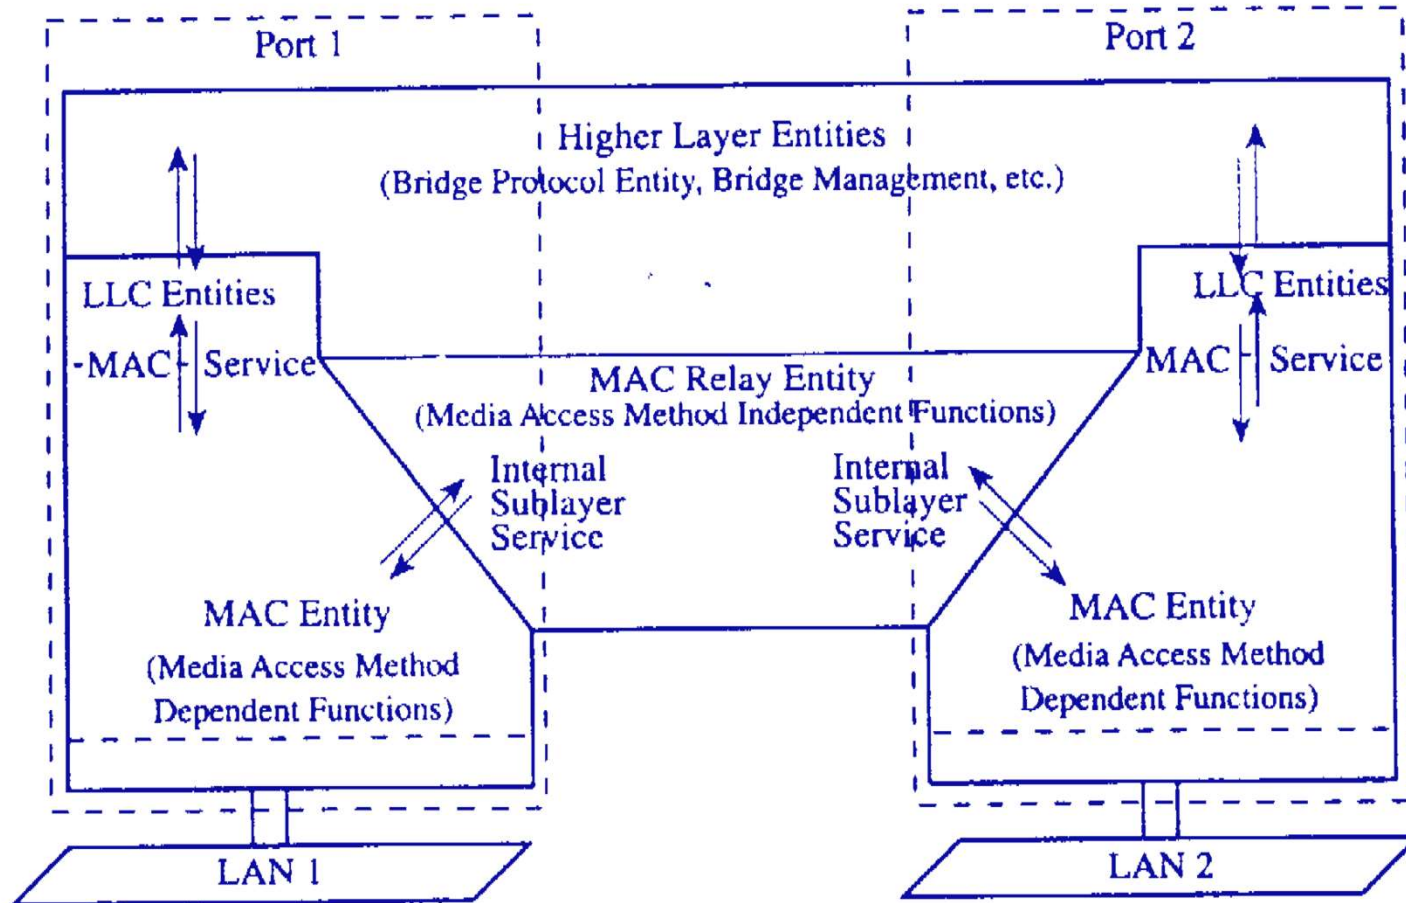 Port 1
Port 2
Higher Layer Entities
(Bridge Protocol Entity, Bridge Management, etc.)
LLC Entities
LLC Entities
-MAC- Service
MAC - Service
MAC Relay Entity
(Media Access Method Independent Functions)
Internal
Sublayer
Service
Internal
Sublayer
Service
MAC Entity
(Media Access Method
Dependent Functions)
MAC Entity
(Media Access Method
Dependent Functions)
LAN 1
LAN 2